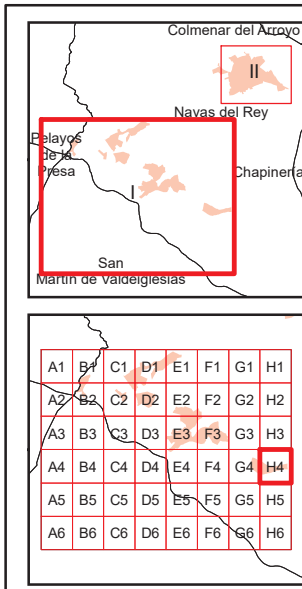 Colmenar del Arroyo
II
Navas del Rey
Pelayos
de la
Presa
Chapinería
I
San
Martín de Valdeiglesias
A1 B1 C1 D1 E1 F1 G1 H1
A2 B2 C2 D2 E2 F2 G2 H2
A3 B3 C3 D3 E3 F3 G3 H3
A4 B4 C4 D4 E4 F4 G4 H4
A5 B5 C5 D5 E5 F5 G5 H5
A6 B6 C6 D6 E6 F6 G6 H6